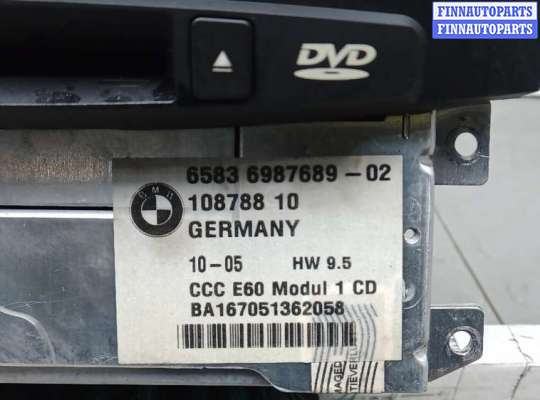 FINNAUTOPARTS
FINNAUTOPARTS
DVD
BMW
6583 6987689-02
108788 10
GERMANY
10-05 HW 9.5
CCC E60 Modul 1 CD
BA167051362058